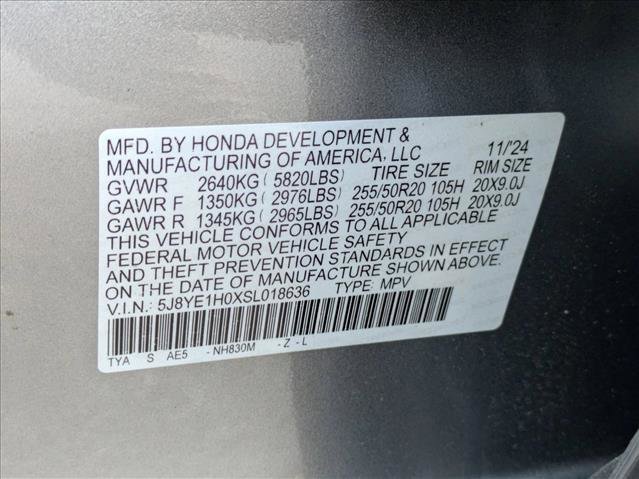 MFD. BY HONDA DEVELOPMENT &
MANUFACTURING OF AMERICA, LLC 11/'24
GVWR 2640KG ( 5820LBS) TIRE SIZE RIM SIZE
GAWR F 1350KG ( 2976LBS) 255/50R20 105H 20X9.0J
GAWR R 1345KG ( 2965LBS) 255/50R20 105H 20X9.0J
THIS VEHICLE CONFORMS TO ALL APPLICABLE
FEDERAL MOTOR VEHICLE SAFETY
AND THEFT PREVENTION STANDARDS IN EFFECT
ON THE DATE OF MANUFACTURE SHOWN ABOVE.
V.I.N.: 5J8YE1H0XSL018636 TYPE: MPV
TYA S AE5 -NH830M -Z-L